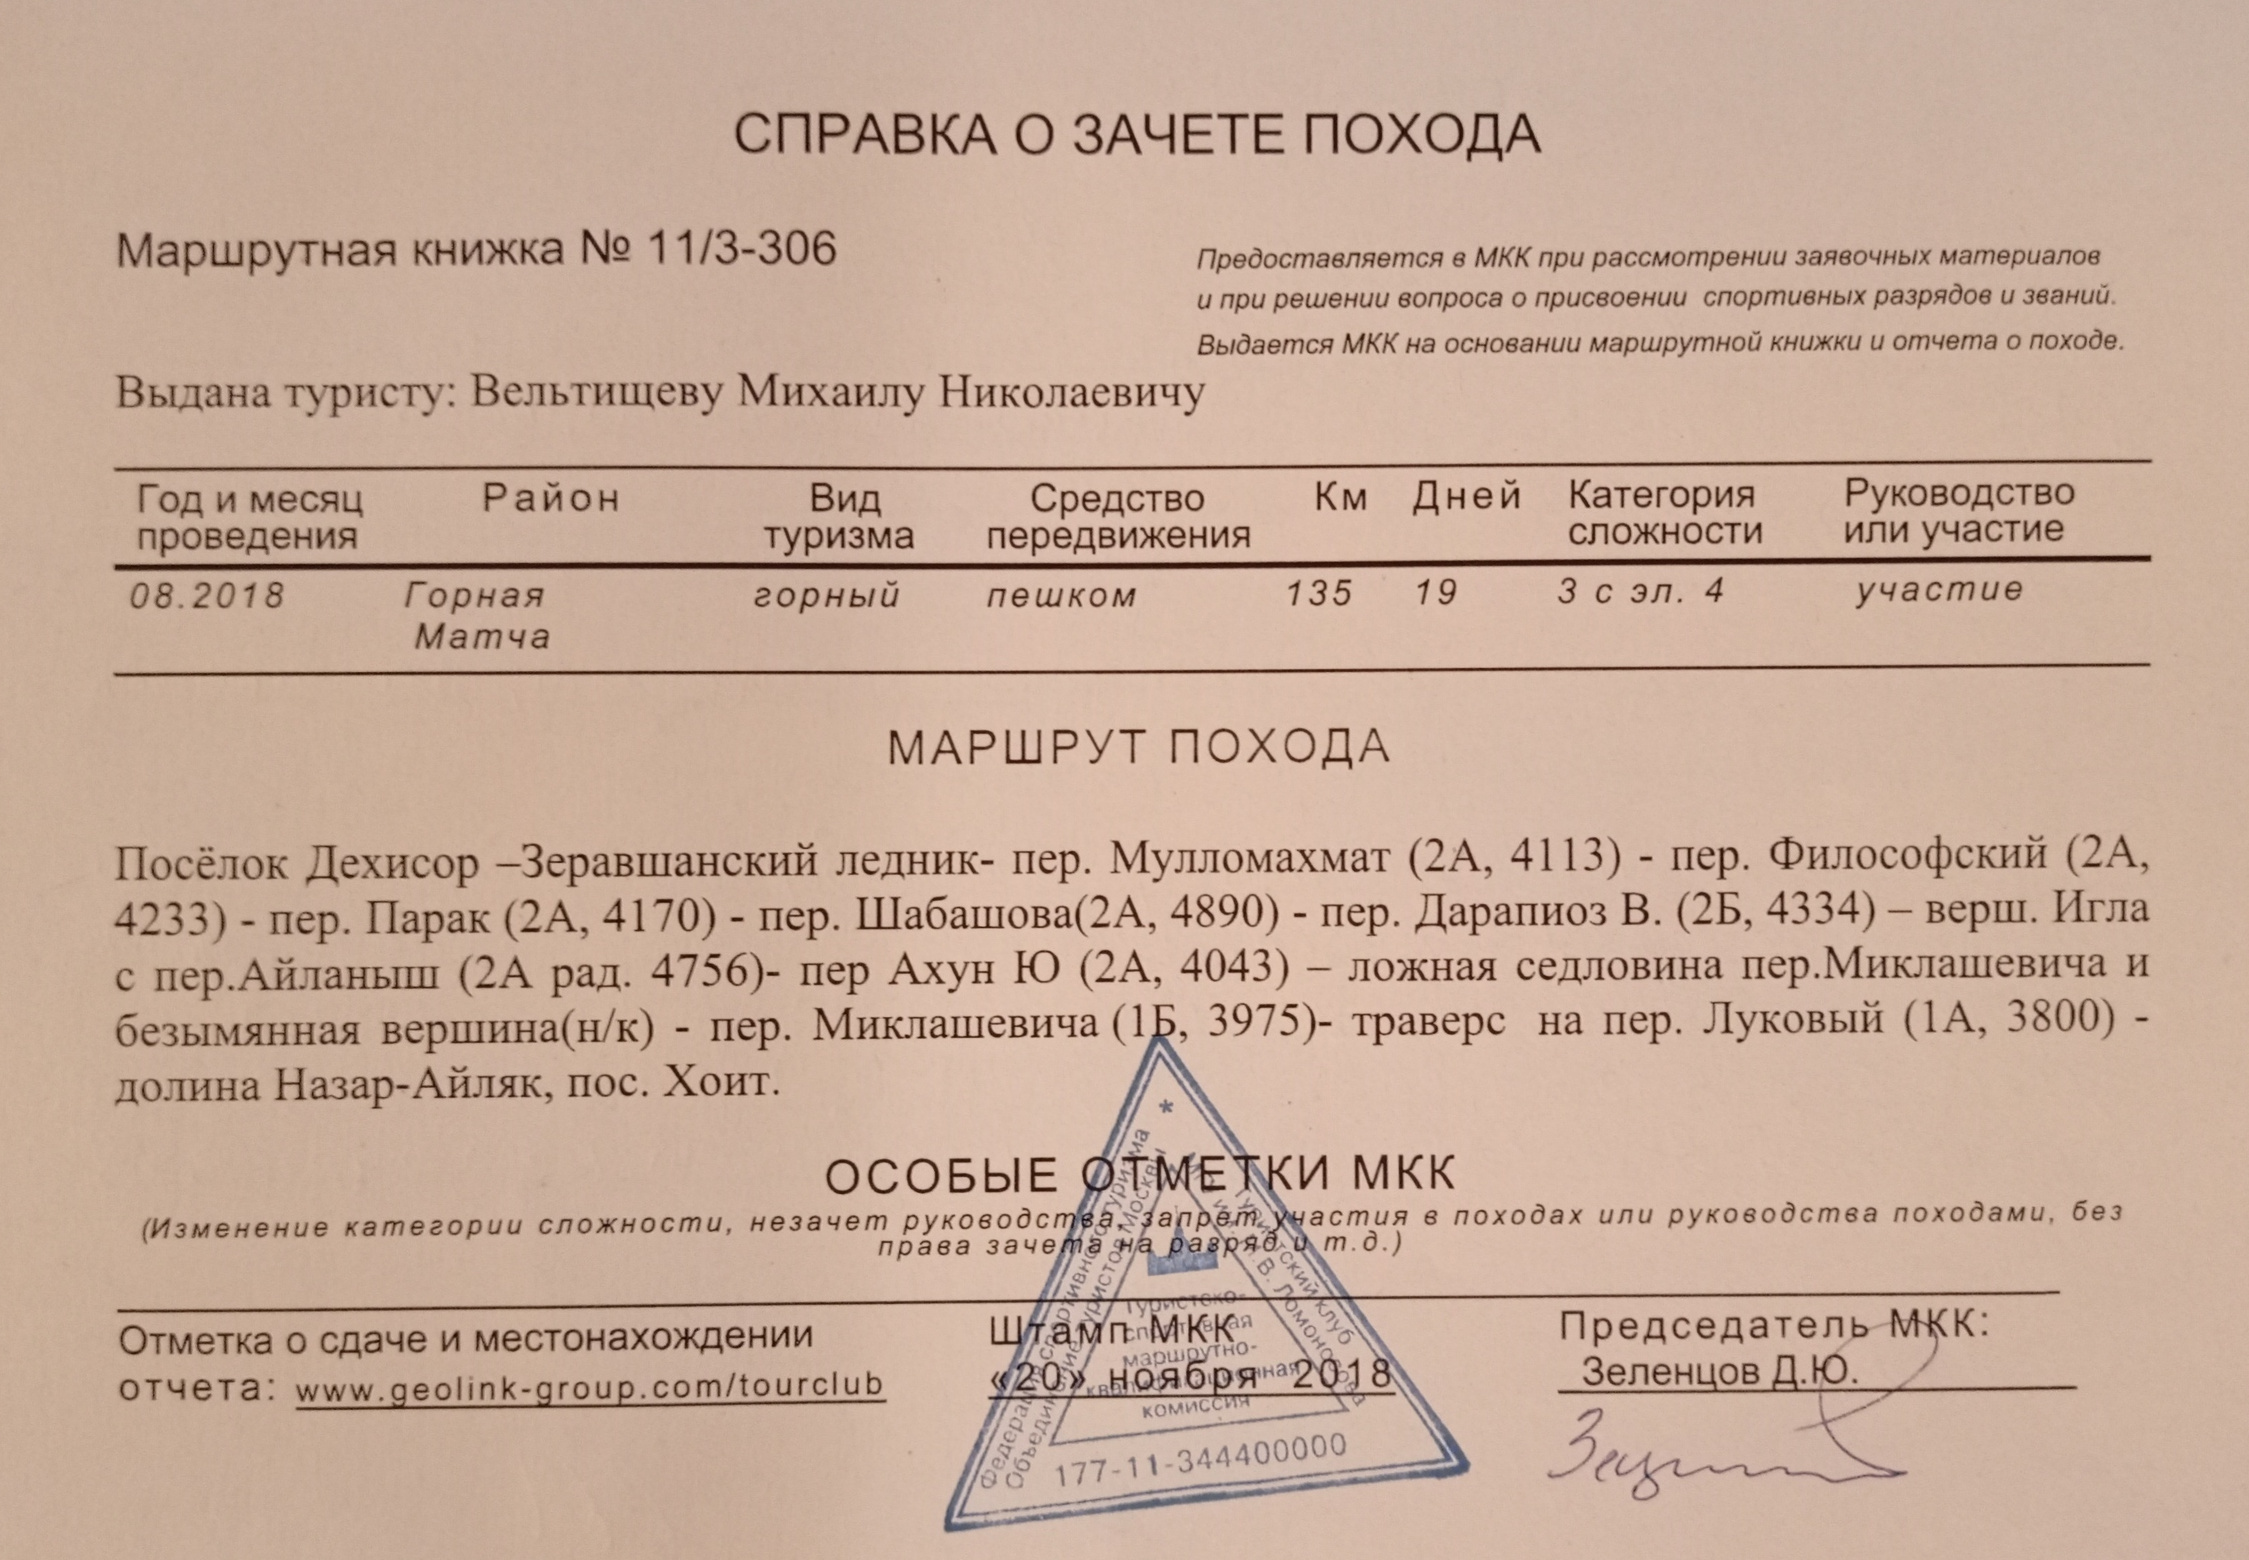 СПРАВКА О ЗАЧЕТЕ ПОХОДА
Маршрутная книжка № 11/3-306
Предоставляется в МКК при рассмотрении заявочных материалов
и при решении вопроса о присвоении спортивных разрядов и званий.
Выдается МКК на основании маршрутной книжки и отчета о походе.
Выдана туристу: Вельтищеву Михаилу Николаевичу
Год и месяц Район Вид Средство Км Дней Категория Руководство
проведения туризма передвижения сложности или участие
08.2018 Горная горный пешком 135 19 3 с эл. 4 участие
Матча
МАРШРУТ ПОХОДА
Посёлок Дехисор –Зеравшанский ледник- пер. Мулломахмат (2А, 4113) - пер. Философский (2А,
4233) - пер. Парак (2А, 4170) - пер. Шабашова(2А, 4890) - пер. Дарапиоз В. (2Б, 4334) – верш. Игла
с пер.Айланыш (2А рад. 4756)- пер Ахун Ю (2А, 4043) – ложная седловина пер.Миклашевича и
безымянная вершина(н/к) - пер. Миклашевича (1Б, 3975)- траверс на пер. Луковый (1А, 3800) -
долина Назар-Айляк, пос. Хоит.
ОСОБЫЕ ОТМЕТКИ МКК
(Изменение категории сложности, незачет руководства, запрет участия в походах или руководства походами, без
права зачета на разряд и т.д.)
Отметка о сдаче и местонахождении
отчета: www.geolink-group.com/tourclub
Штамп МКК
«20» ноября 2018
Председатель МКК:
Зеленцов Д.Ю.
Федерация спортивного туризма
Объединение туристов Москвы
*
Туристский клуб
МГУ им. М.В. Ломоносова
Туристско-
спортивная
маршрутно-
квалификационная
комиссия
177-11-344400000